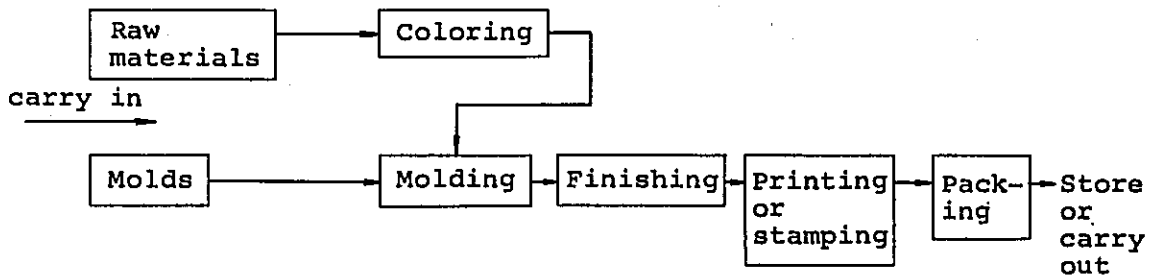 Raw
materials
Coloring
carry in
Molds
Molding
Finishing
Printing
or
stamping
Pack-
ing
Store
or
carry
out